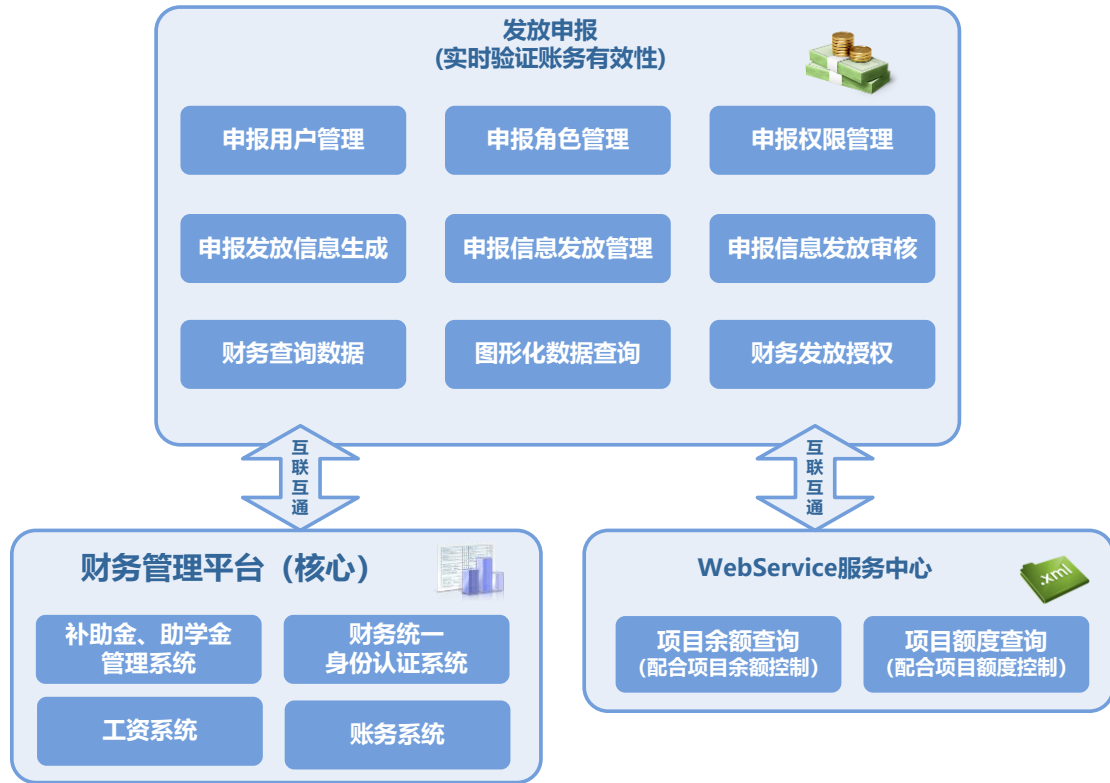 发放申报
(实时验证账务有效性)
申报用户管理
申报角色管理
申报权限管理
申报发放信息生成
申报信息发放管理
申报信息发放审核
财务查询数据
图形化数据查询
财务发放授权
互联互通
互联互通
财务管理平台（核心）
补助金、助学金
管理系统
财务统一
身份认证系统
工资系统
账务系统
WebService服务中心
.xml
项目余额查询
（配合项目余额控制）
项目额度查询
（配合项目额度控制）